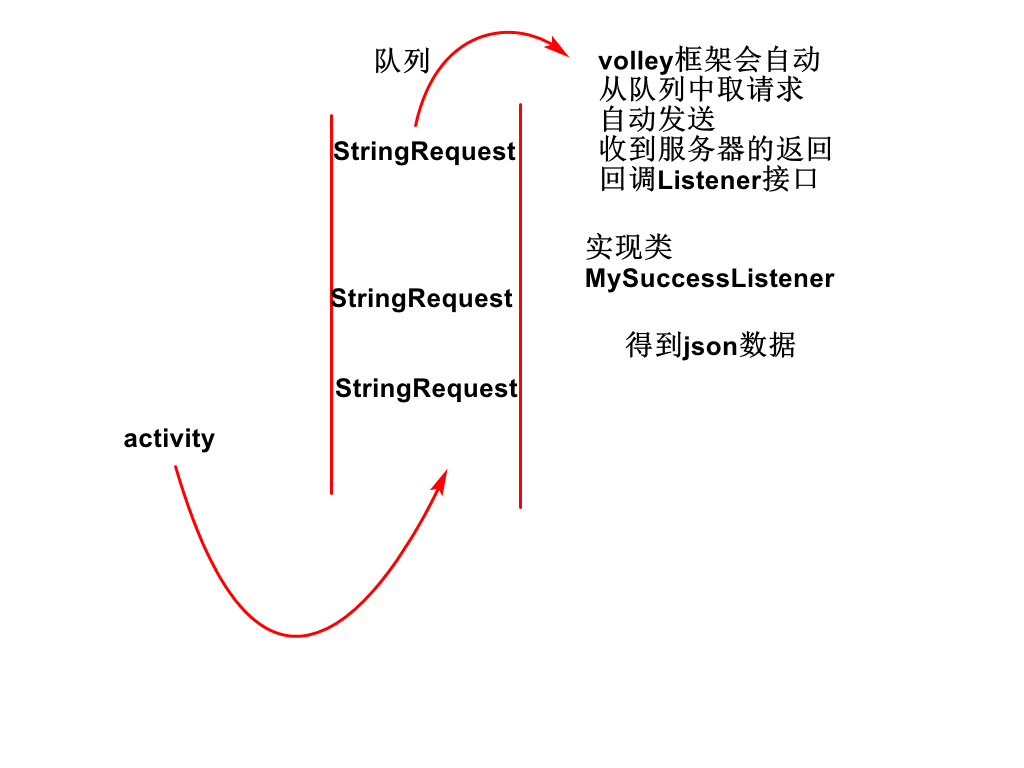 队列
volley框架会自动
从队列中取请求
自动发送
收到服务器的返回
回调Listener接口
StringRequest
实现类
MySuccessListener
StringRequest
得到json数据
StringRequest
activity